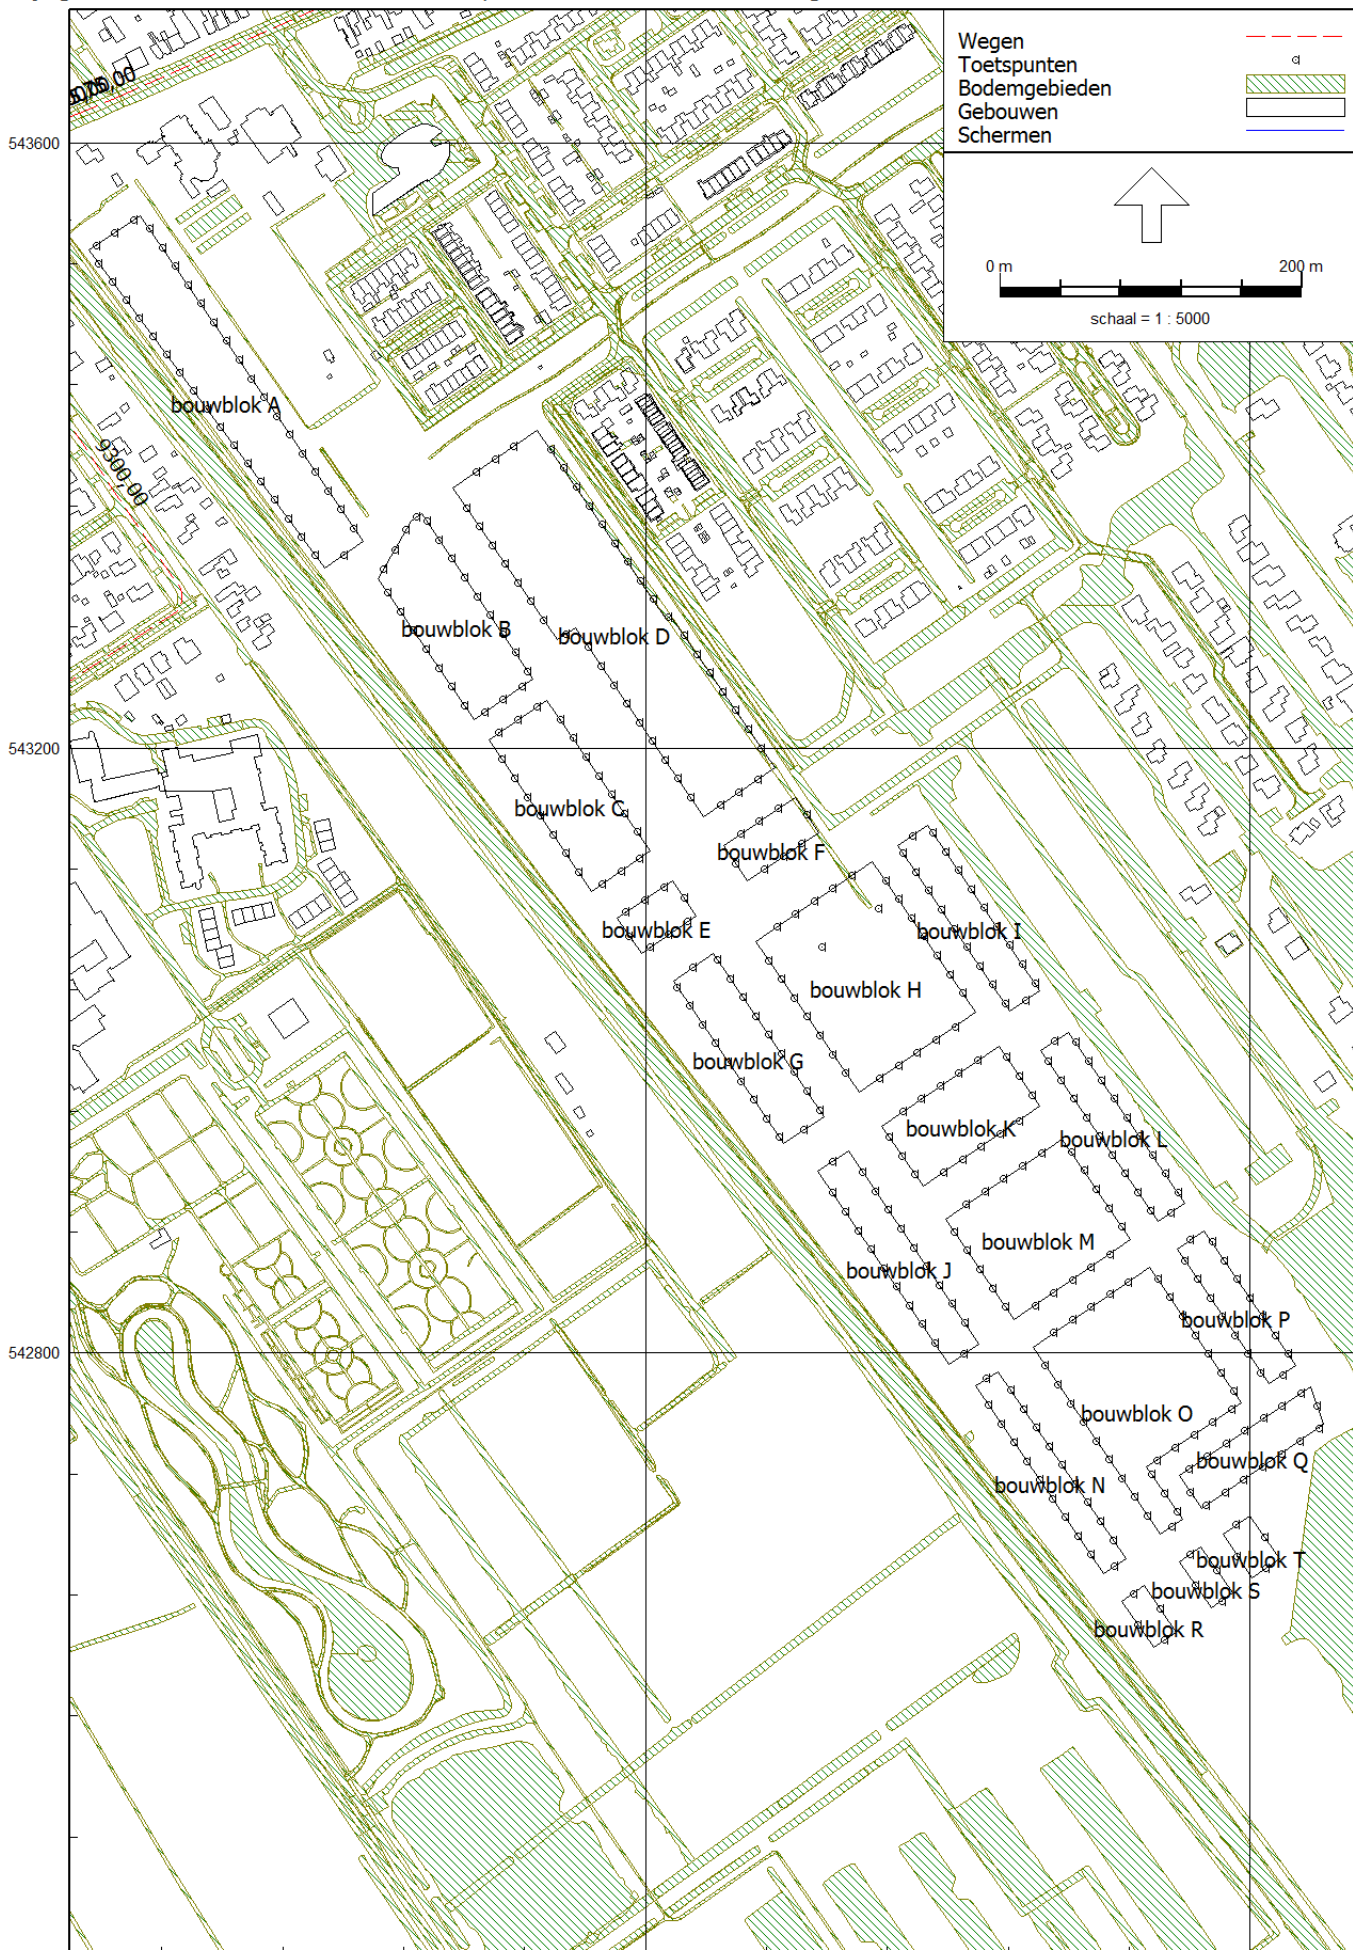 Wegen
Toetspunten
Bodemgebieden
Gebouwen
Schermen
0 m
200 m
schaal = 1 : 5000
543600
bouwblok A
9300,00
bouwblok B
bouwblok D
543200
bouwblok C
bouwblok F
bouwblok E
bouwblok I
bouwblok H
bouwblok G
bouwblok K
bouwblok L
bouwblok M
bouwblok J
bouwblok P
542800
bouwblok O
bouwblok Q
bouwblok N
bouwblok T
bouwblok S
bouwblok R